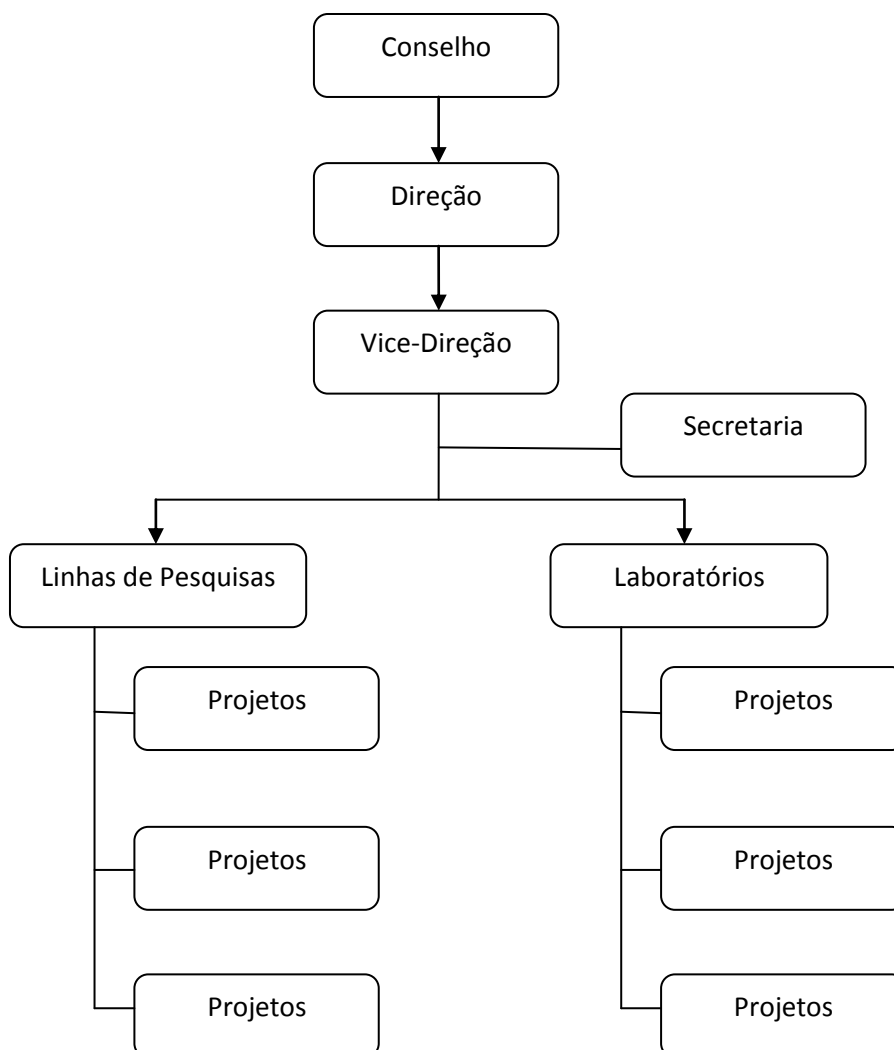 Conselho
Direção
Vice-Direção
Secretaria
Linhas de Pesquisas
Laboratórios
Projetos
Projetos
Projetos
Projetos
Projetos
Projetos